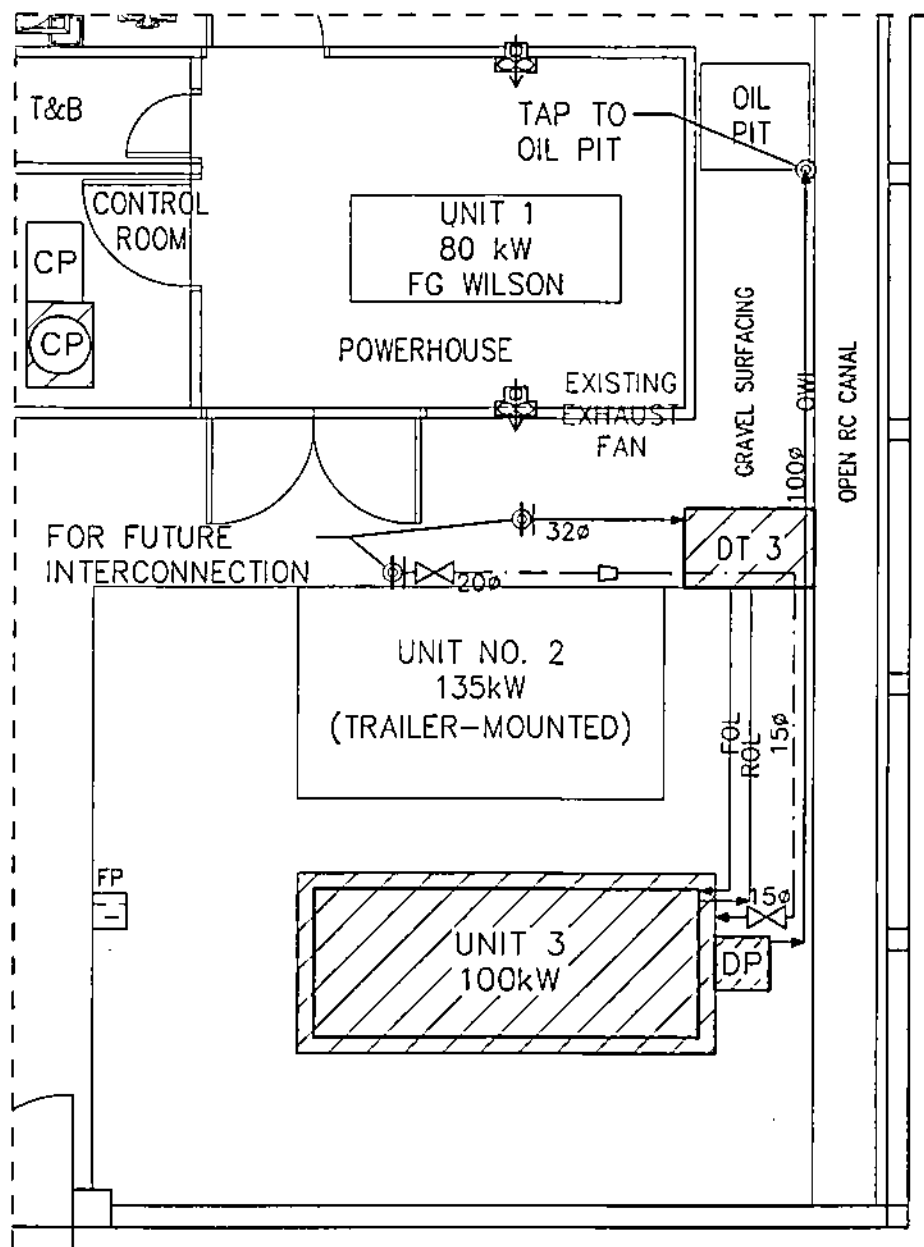 T&B
OIL
PIT
TAP TO
OIL PIT
CONTROL
ROOM
UNIT 1
80 kW
FG WILSON
CP
CP
POWERHOUSE
EXISTING
EXHAUST
FAN
GRAVEL SURFACING
OWL
100ø
OPEN RC CANAL
FOR FUTURE
INTERCONNECTION
32ø
20ø
DT 3
UNIT NO. 2
135kW
(TRAILER-MOUNTED)
FOL
ROL
15ø
FP
15ø
UNIT 3
100kW
DP